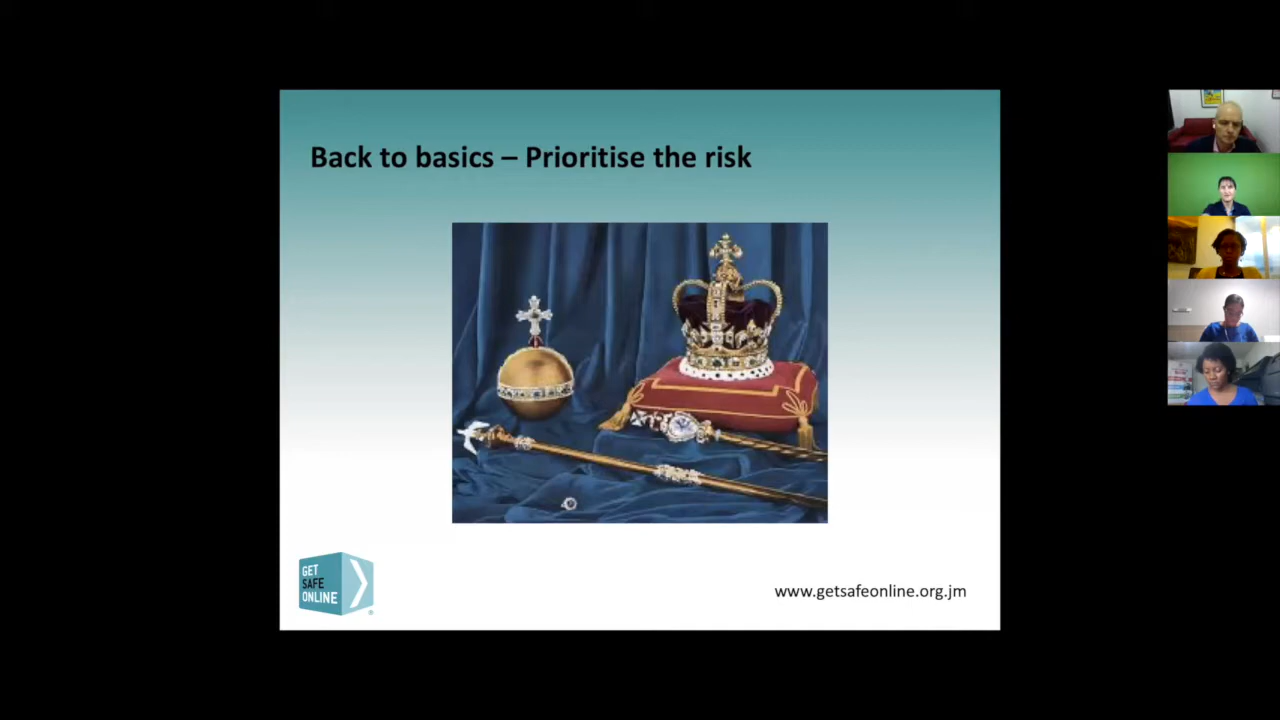 Back to basics – Prioritise the risk
GET
SAFE
ONLINE
www.getsafeonline.org.jm